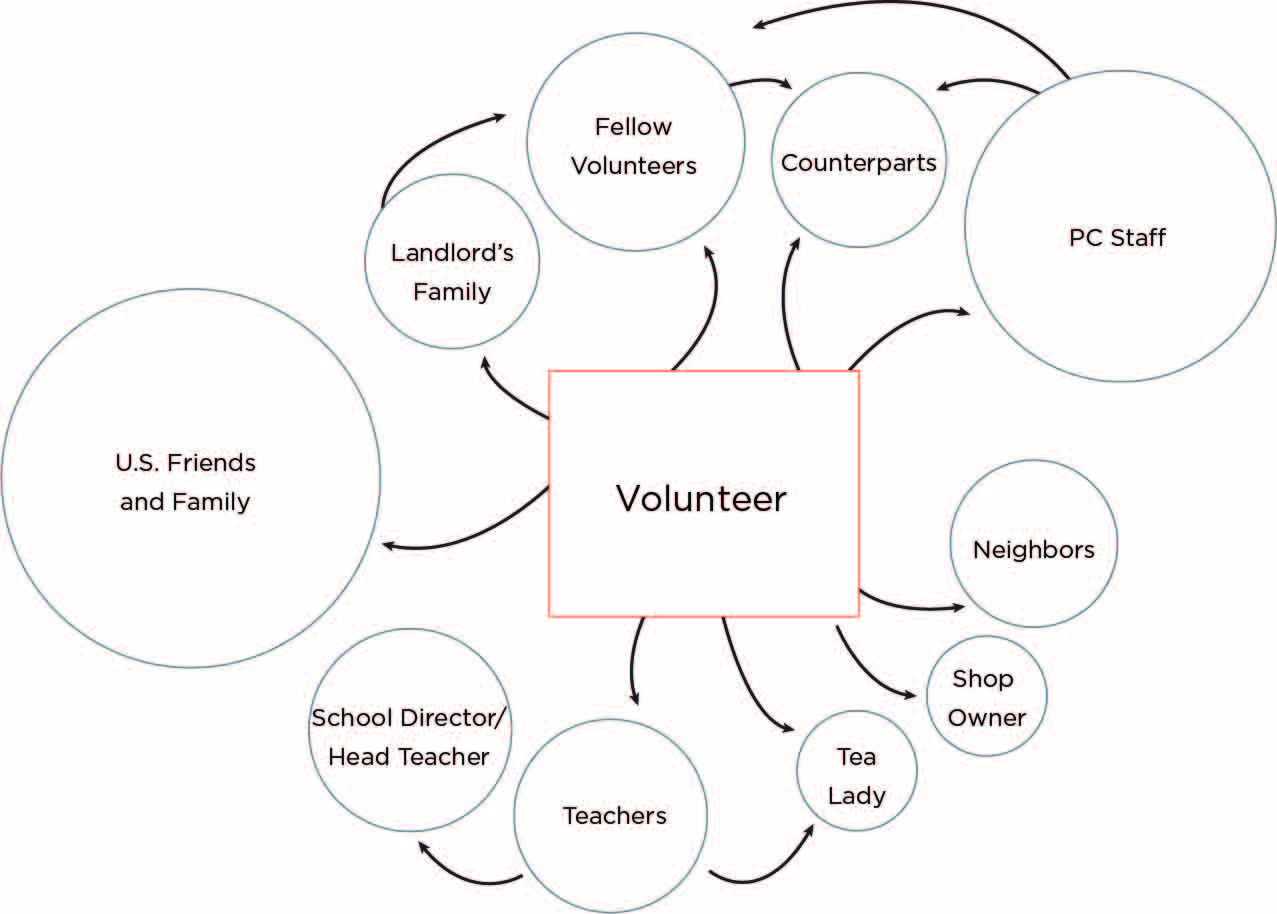 Fellow
Volunteers
Counterparts
PC Staff
Landlord's
Family
U.S. Friends
and Family
Volunteer
Neighbors
Shop
Owner
School Director/
Head Teacher
Tea
Lady
Teachers